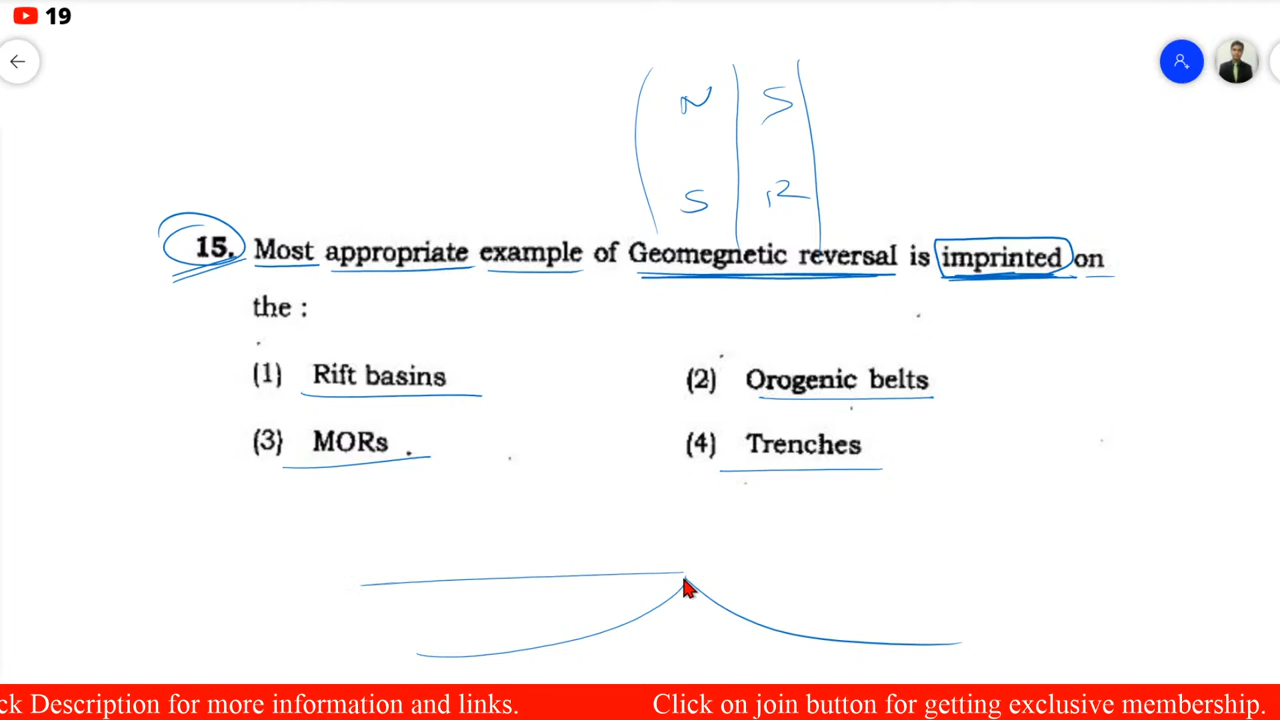 19
N S
S
15. Most appropriate example of Geomegnetic reversal is imprinted on
the :
(1) Rift basins (2) Orogenic belts
(3) MORs . (4) Trenches
ck Description for more information and links. Click on join button for getting exclusive membership.